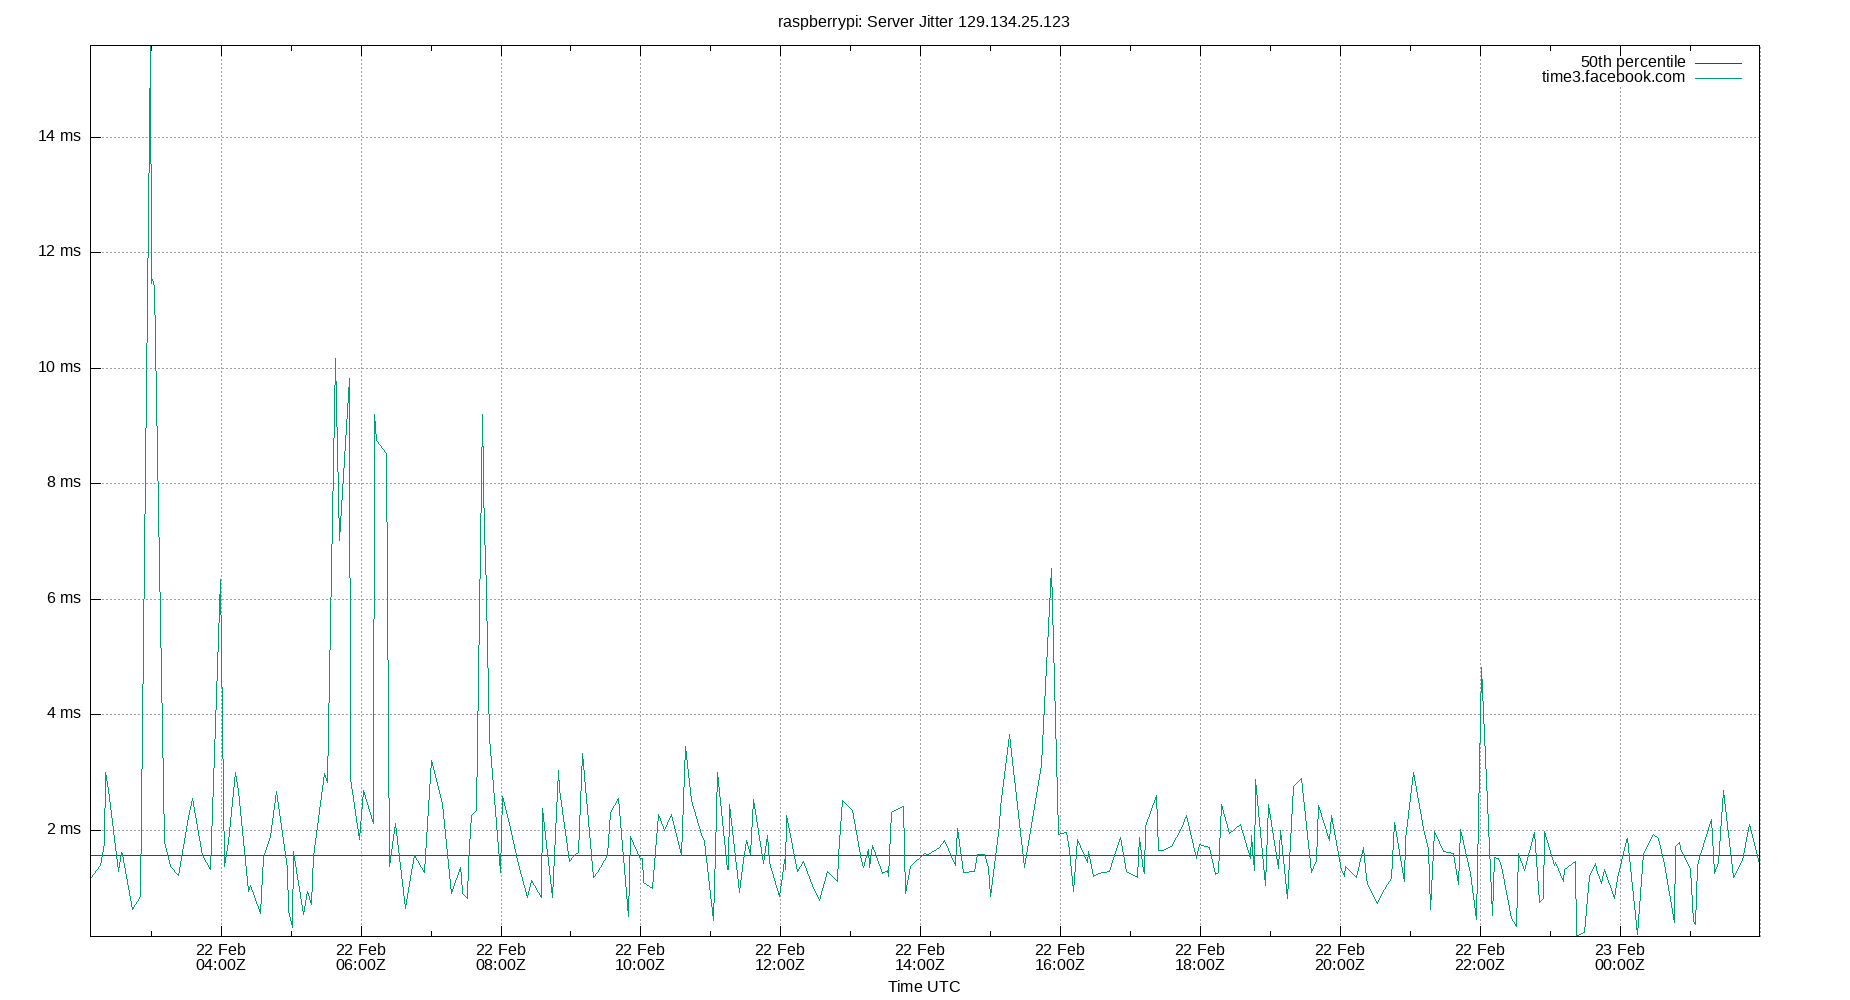 raspberrypi: Server Jitter 129.134.25.123
50th percentile
time3.facebook.com
14 ms
12 ms
10 ms
8 ms
6 ms
4 ms
2 ms
22 Feb 22 Feb 22 Feb 22 Feb 22 Feb 22 Feb 22 Feb 22 Feb 22 Feb 22 Feb 23 Feb
04:00Z 06:00Z 08:00Z 10:00Z 12:00Z 14:00Z 16:00Z 18:00Z 20:00Z 22:00Z 00:00Z
Time UTC